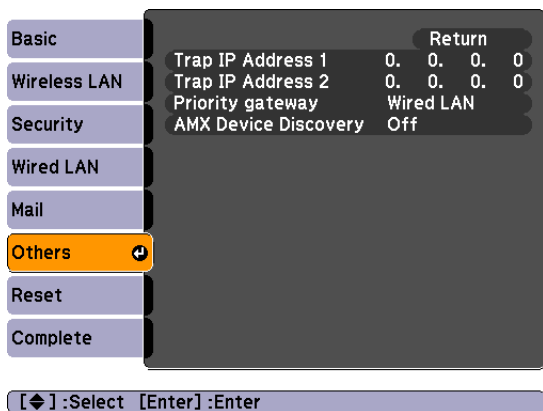 Basic
Wireless LAN
Security
Wired LAN
Mail
Others
Reset
Complete
Return
Trap IP Address 1 0. 0. 0. 0
Trap IP Address 2 0. 0. 0. 0
Priority gateway Wired LAN
AMX Device Discovery Off
[◆] :Select [Enter] :Enter